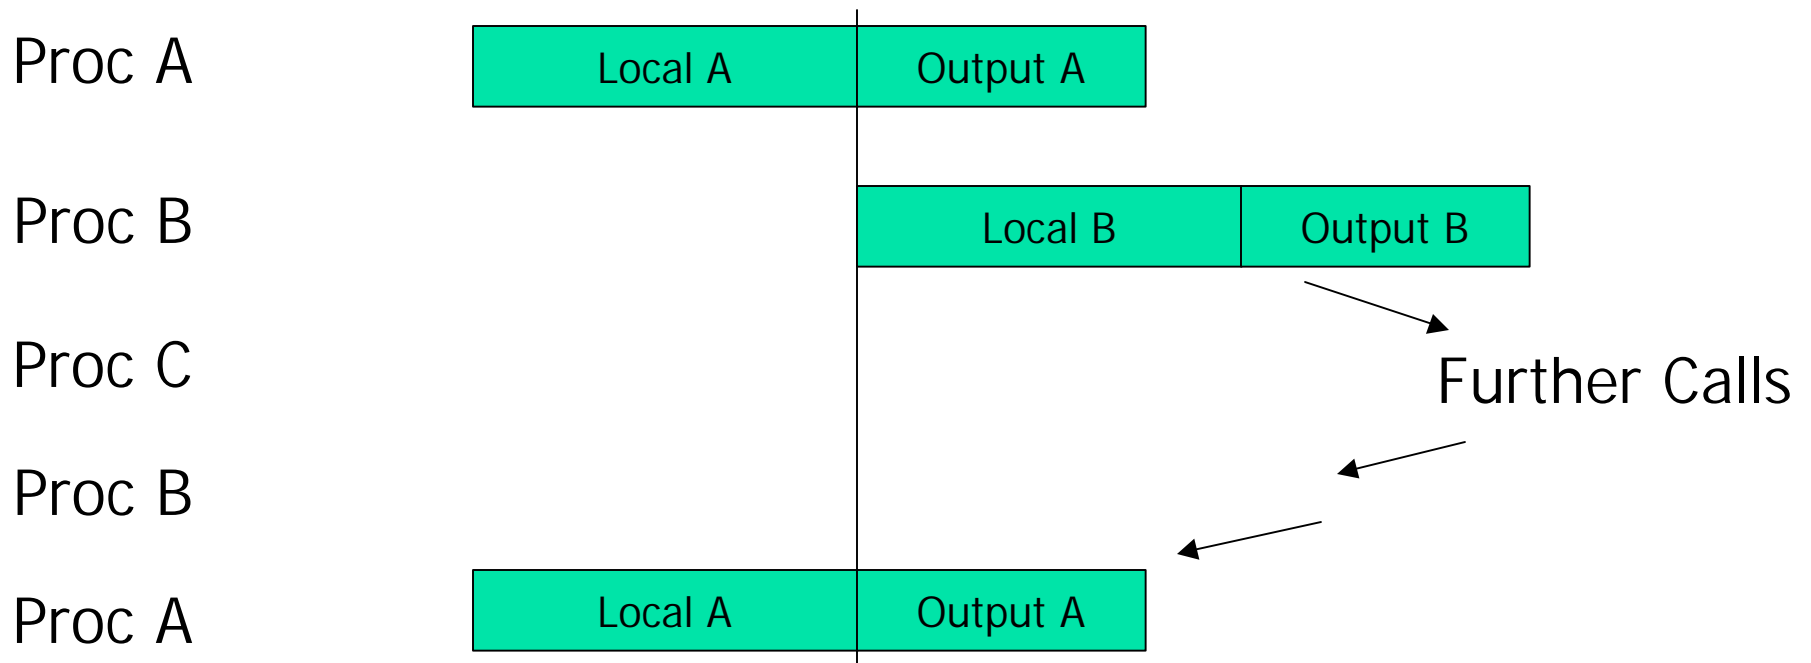 Proc A
Local A
Output A
Proc B
Local B
Output B
Proc C
Further Calls
Proc B
Proc A
Local A
Output A